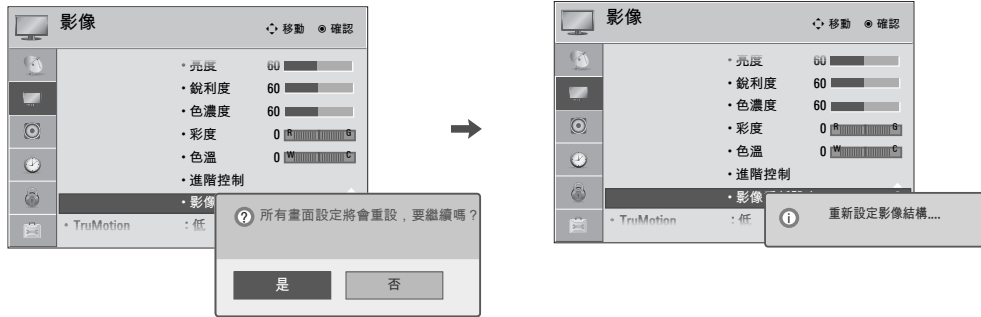 影像
移動 確認
• 亮度 60
• 銳利度 60
• 色濃度 60
• 彩度 0 R G
• 色溫 0 W C
• 進階控制
• 影像
• TruMotion : 低
? 所有畫面設定將會重設，要繼續嗎？
是 否
影像
移動 確認
• 亮度 60
• 銳利度 60
• 色濃度 60
• 彩度 0 R G
• 色溫 0 W C
• 進階控制
• 影像
• TruMotion : 低
i 重新設定影像結構....